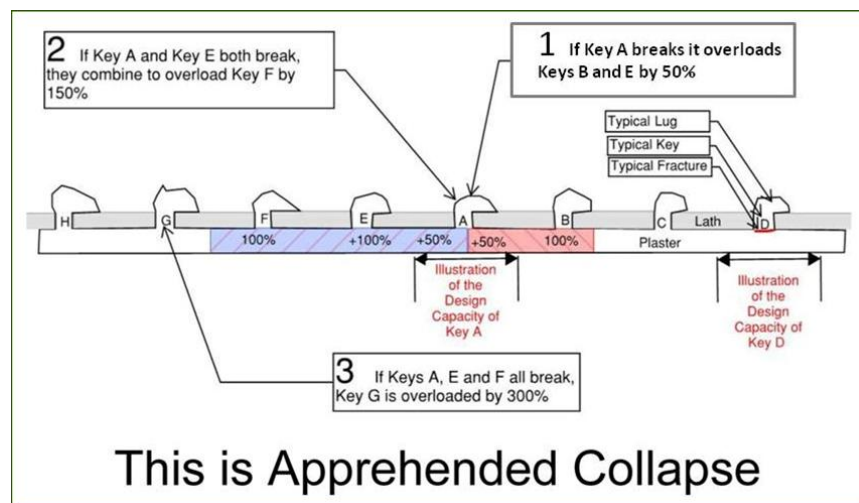 2 If Key A and Key E both break,
they combine to overload Key F by
150%
1 If Key A breaks it overloads
Keys B and E by 50%
Typical Lug
Typical Key
Typical Fracture
H G F E A B C Lath D
100% +100% +50% +50% 100% Plaster
Illustration
of the
Design
Capacity of
Key A
Illustration
of the
Design
Capacity of
Key D
3 If Keys A, E and F all break,
Key G is overloaded by 300%
This is Apprehended Collapse